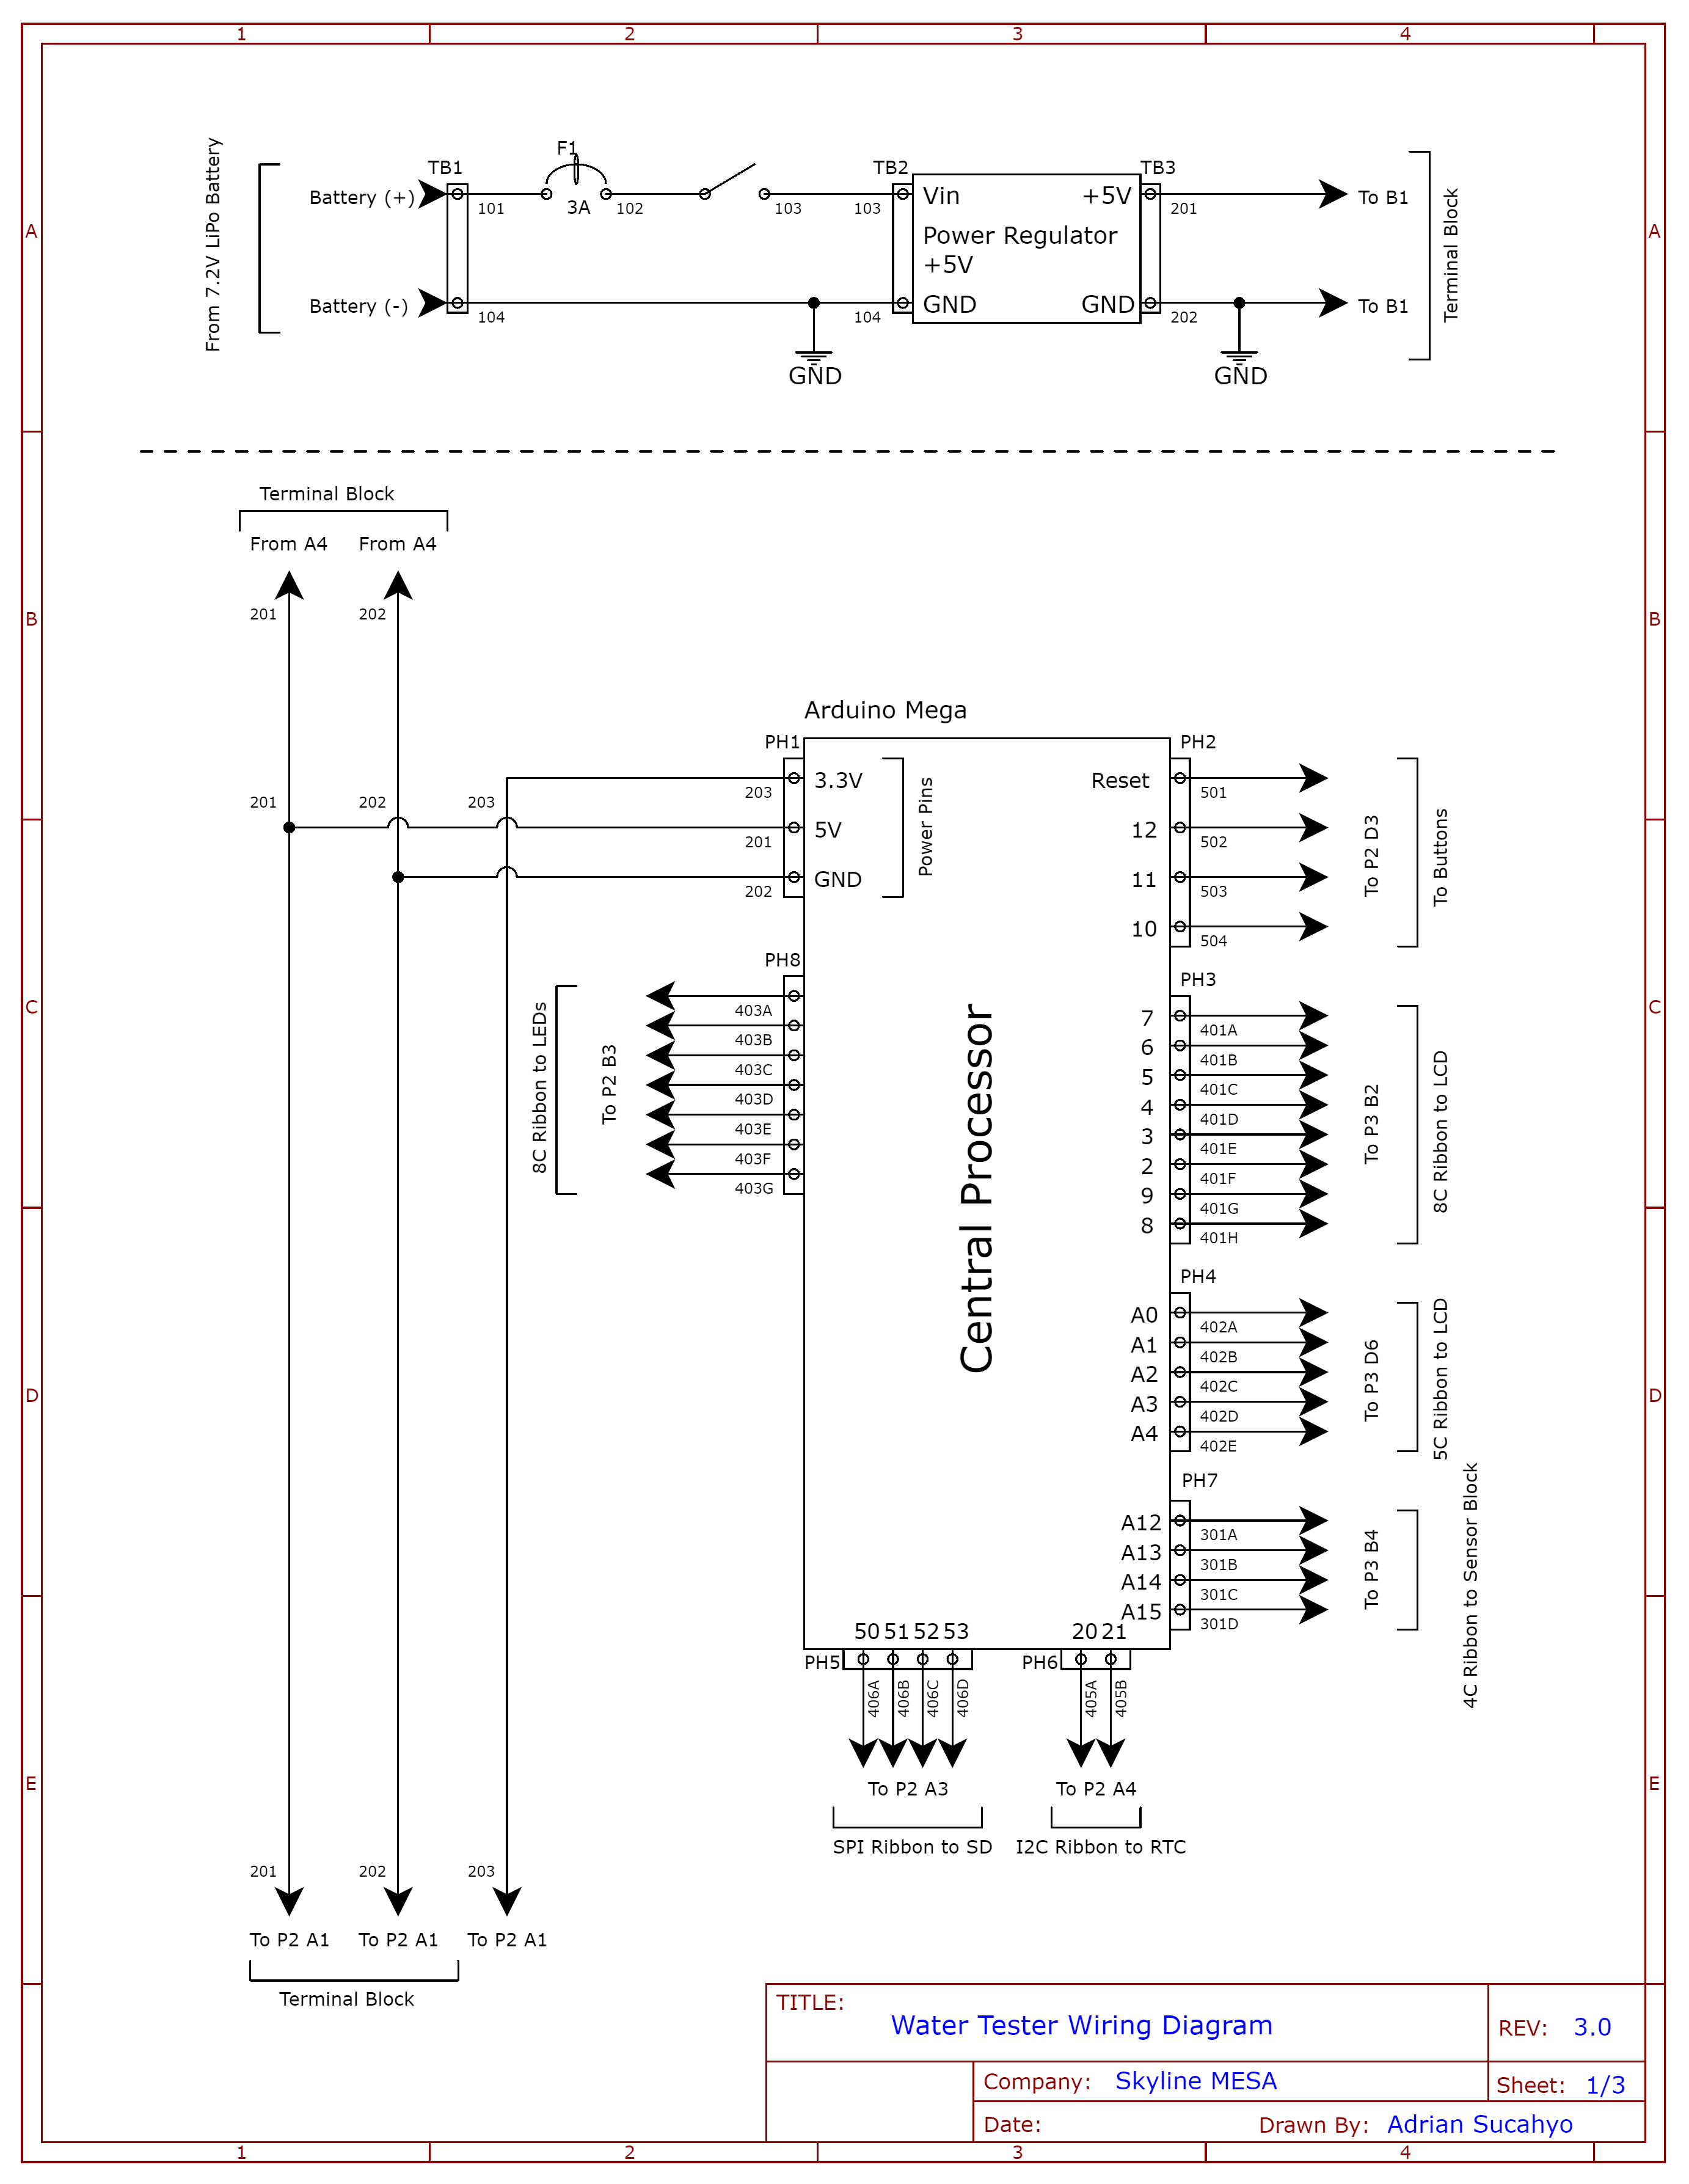 1 2 3 4
A A
B B
C C
D D
E E
1 2 3 4
From 7.2V LiPo Battery
Battery (+)
Battery (-)
TB1
101
104
F1
3A
102
103
103
104
GND
TB2
TB3
Vin +5V
Power Regulator
+5V
GND GND
201
202
GND
To B1
To B1
Terminal Block
Terminal Block
From A4 From A4
201 202
201 202 203
Arduino Mega
PH1
203
201
202
3.3V
5V
GND
Power Pins
PH2
Reset
12
11
10
501
502
503
504
To P2 D3
To Buttons
PH8
403A
403B
403C
403D
403E
403F
403G
To P2 B3
8C Ribbon to LEDs
Central Processor
PH3
7
6
5
4
3
2
9
8
401A
401B
401C
401D
401E
401F
401G
401H
To P3 B2
8C Ribbon to LCD
PH4
A0
A1
A2
A3
A4
402A
402B
402C
402D
402E
To P3 D6
5C Ribbon to LCD
PH7
A12
A13
A14
A15
301A
301B
301C
301D
To P3 B4
4C Ribbon to Sensor Block
50 51 52 53
PH5
406A
406B
406C
406D
To P2 A3
SPI Ribbon to SD
20 21
PH6
405A
405B
To P2 A4
I2C Ribbon to RTC
201 202 203
To P2 A1 To P2 A1 To P2 A1
Terminal Block
TITLE:
Water Tester Wiring Diagram
REV: 3.0
Company: Skyline MESA
Sheet: 1/3
Date:
Drawn By: Adrian Sucahyo